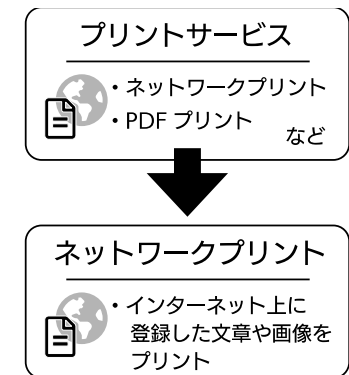 プリントサービス
・ネットワークプリント
・PDF プリント
など
ネットワークプリント
・インターネット上に
登録した文章や画像を
プリント